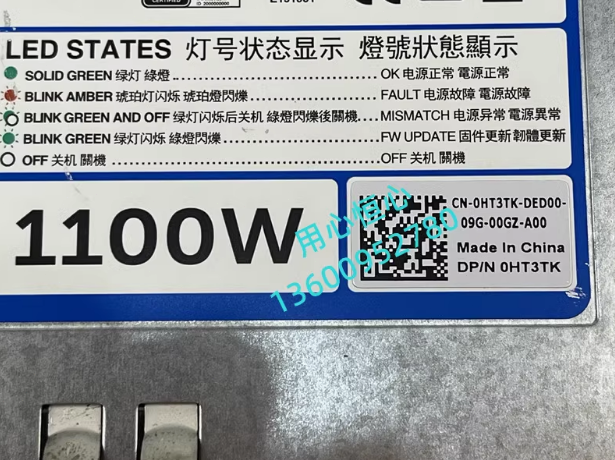 CERTIFIED
LED STATES 灯号状态显示 燈號狀態顯示
SOLID GREEN 绿灯 綠燈 OK 电源正常 電源正常
BLINK AMBER 琥珀灯闪烁 琥珀燈閃爍 FAULT 电源故障 電源故障
BLINK GREEN AND OFF 绿灯闪烁后关机 綠燈閃爍後關機 MISMATCH 电源异常 電源異常
BLINK GREEN 绿灯闪烁 綠燈閃爍 FW UPDATE 固件更新 韌體更新
OFF 关机 關機 OFF 关机 關機
1100W
CN-0HT3TK-DED00-
09G-00GZ-A00
Made In China
DP/N 0HT3TK
用心恒心
13600952780